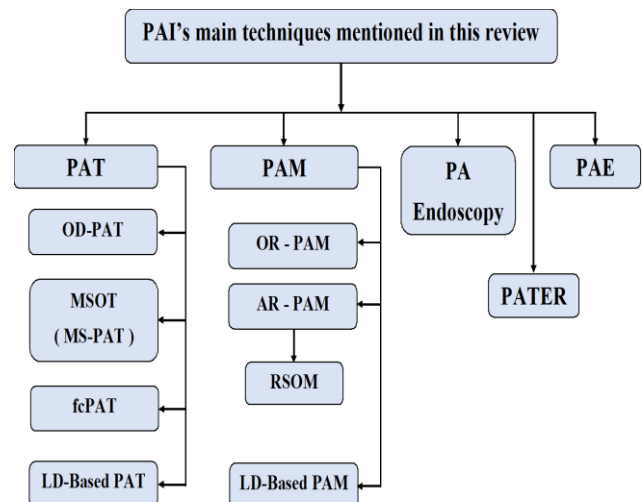 PAI's main techniques mentioned in this review
PAT
PAM
PA
Endoscopy
PAE
OD-PAT
OR - PAM
PATER
MSOT
( MS-PAT )
AR - PAM
RSOM
fcPAT
LD-Based PAT
LD-Based PAM